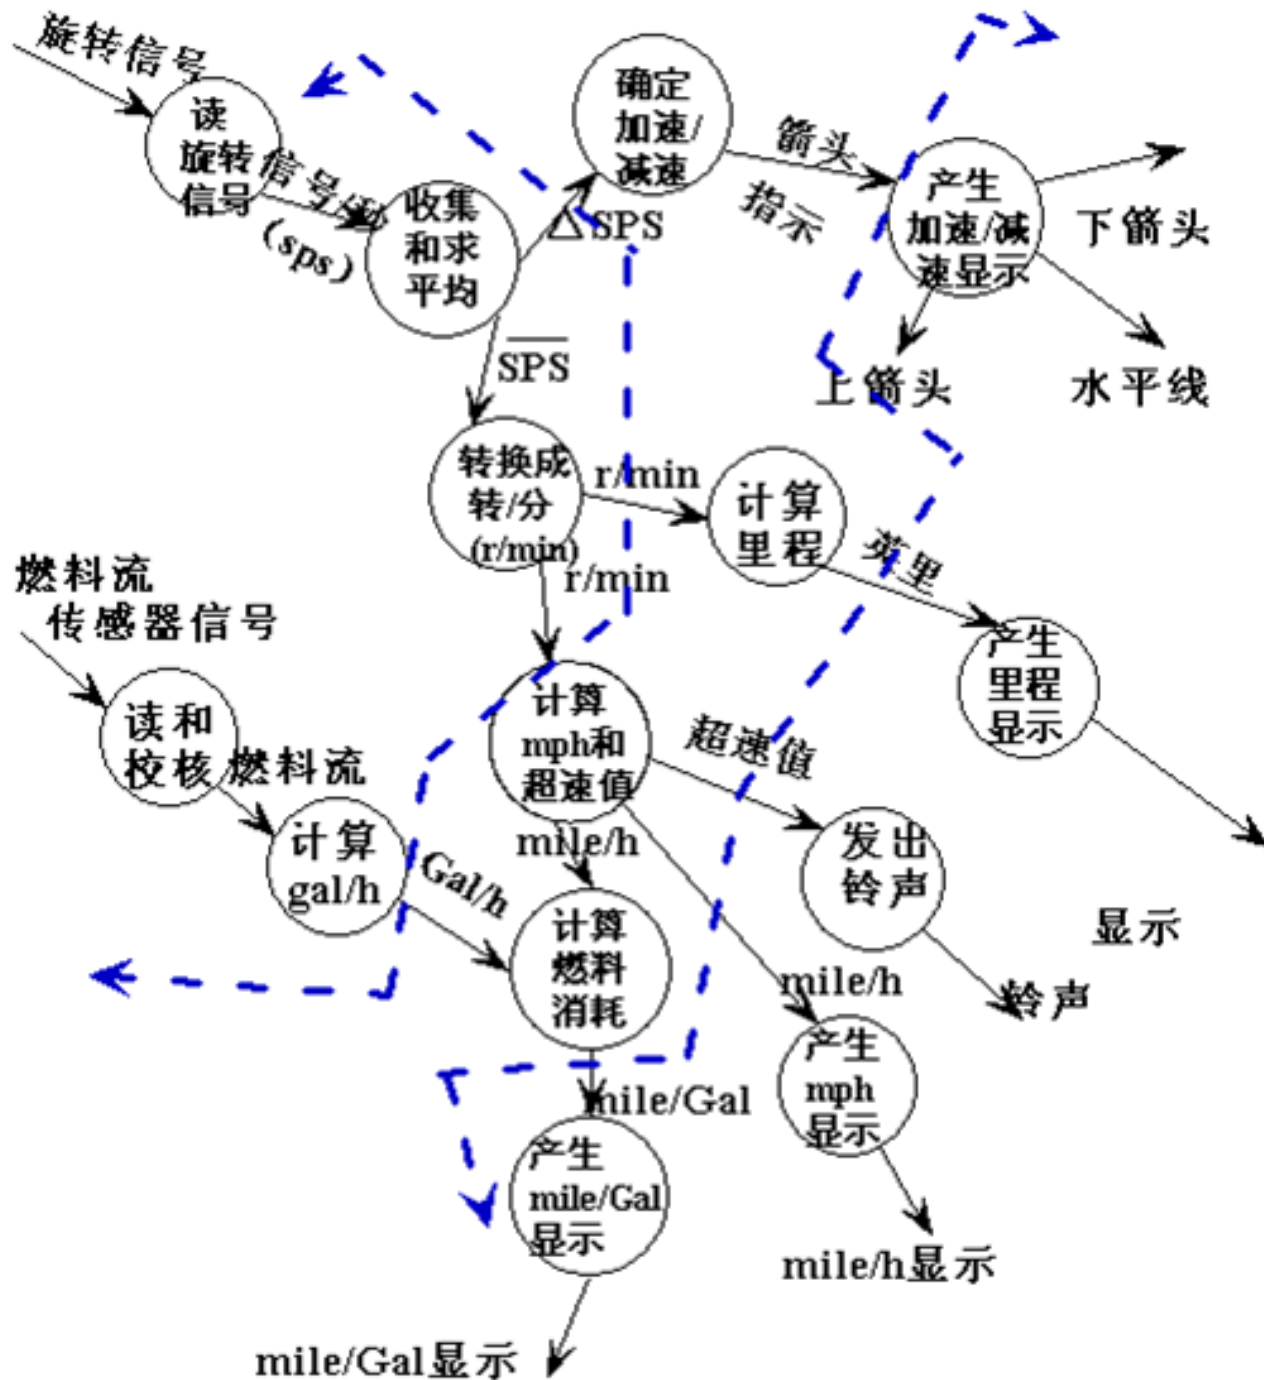 旋转信号
读
旋转
信号
信号/秒
(sps)
收集
和求
平均
△SPS
确定
加速/
减速
箭头
指示
产生
加速/减
速显示
下箭头
上箭头
水平线
SPS
转换成
转/分
(r/min)
r/min
r/min
计算
里程
英里
产生
里程
显示
显示
燃料流
传感器信号
读和
校核
燃料流
计算
gal/h
Gal/h
计算
mph和
超速值
超速值
mile/h
发出
铃声
铃声
计算
燃料
消耗
mile/h
产生
mph
显示
mile/h显示
mile/Gal
产生
mile/Gal
显示
mile/Gal显示